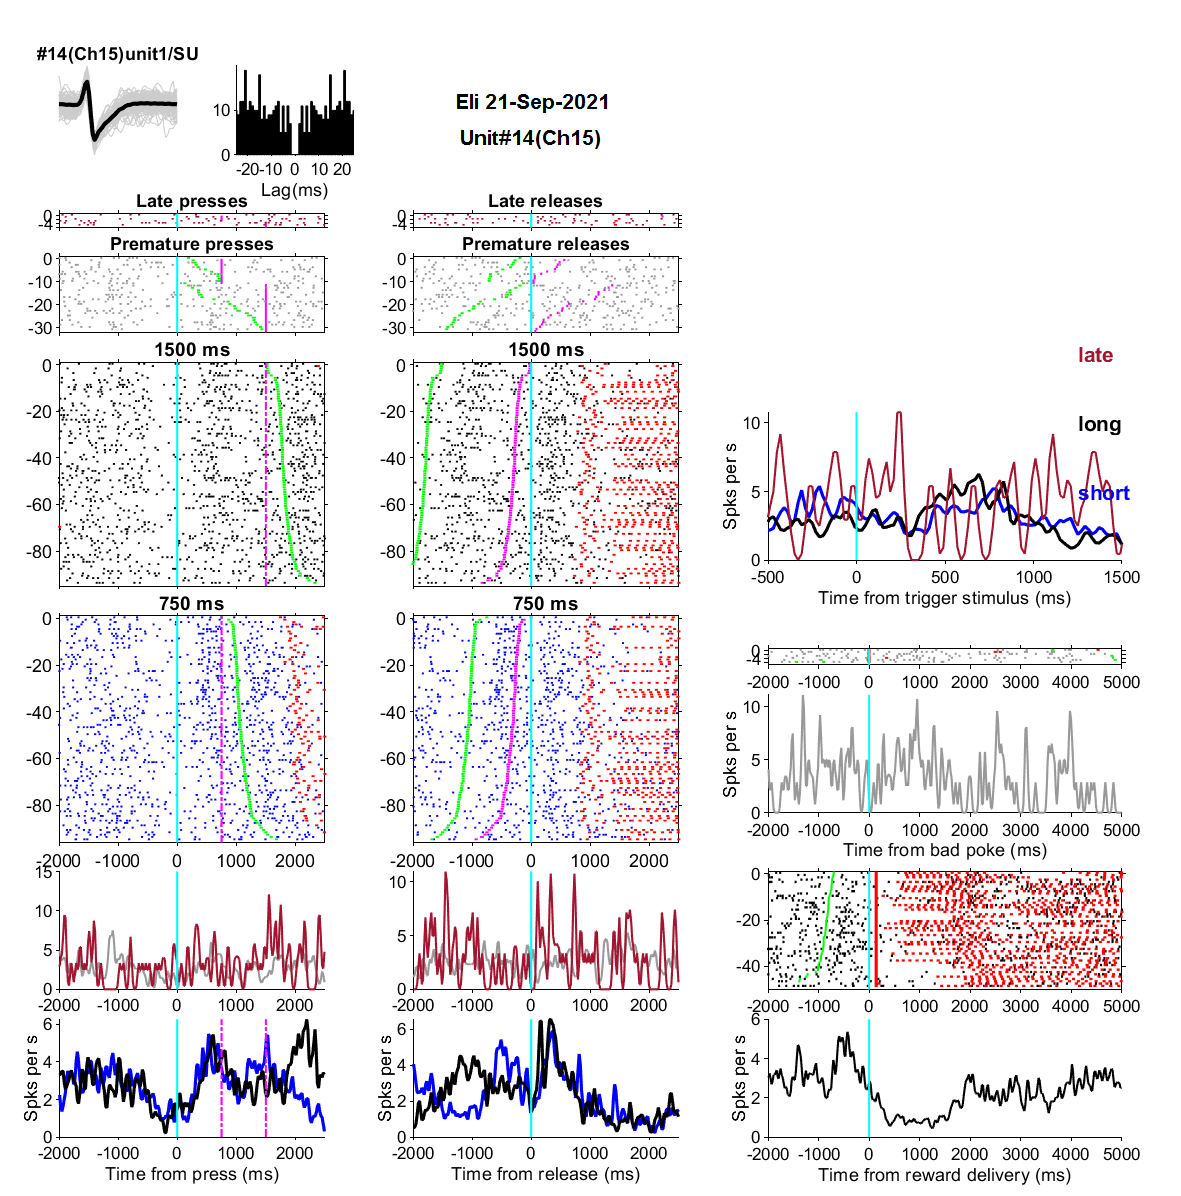 #14(Ch15)unit1/SU
Eli 21-Sep-2021
Unit#14(Ch15)
10
0
-20 -10 0 10 20
Lag(ms)
Late presses
0
-4
Late releases
0
-4
Premature presses
0
-10
-20
-30
Premature releases
0
-10
-20
-30
1500 ms
0
-20
-40
-60
-80
1500 ms
0
-20
-40
-60
-80
late
long
short
10
5
0
Spks per s
-500 0 500 1000 1500
Time from trigger stimulus (ms)
750 ms
0
-20
-40
-60
-80
-2000 -1000 0 1000 2000
750 ms
0
-20
-40
-60
-80
-2000 -1000 0 1000 2000
0
-4
-2000 -1000 0 1000 2000 3000 4000 5000
10
5
0
Spks per s
-2000 -1000 0 1000 2000 3000 4000 5000
Time from bad poke (ms)
15
10
5
0
-2000 -1000 0 1000 2000
10
5
0
-2000 -1000 0 1000 2000
0
-20
-40
-2000 -1000 0 1000 2000 3000 4000 5000
6
4
2
0
Spks per s
-2000 -1000 0 1000 2000
Time from press (ms)
6
4
2
0
Spks per s
-2000 -1000 0 1000 2000
Time from release (ms)
6
4
2
0
Spks per s
-2000 -1000 0 1000 2000 3000 4000 5000
Time from reward delivery (ms)